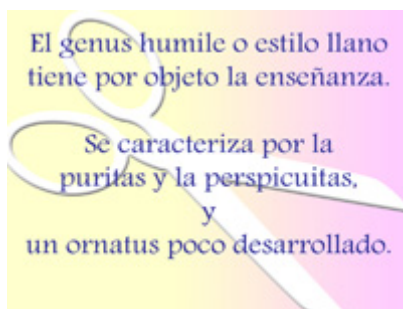 El genus humile o estilo llano
tiene por objeto la enseñanza.
Se caracteriza por la
puritas y la perspicuitas,
y
un ornatus poco desarrollado.